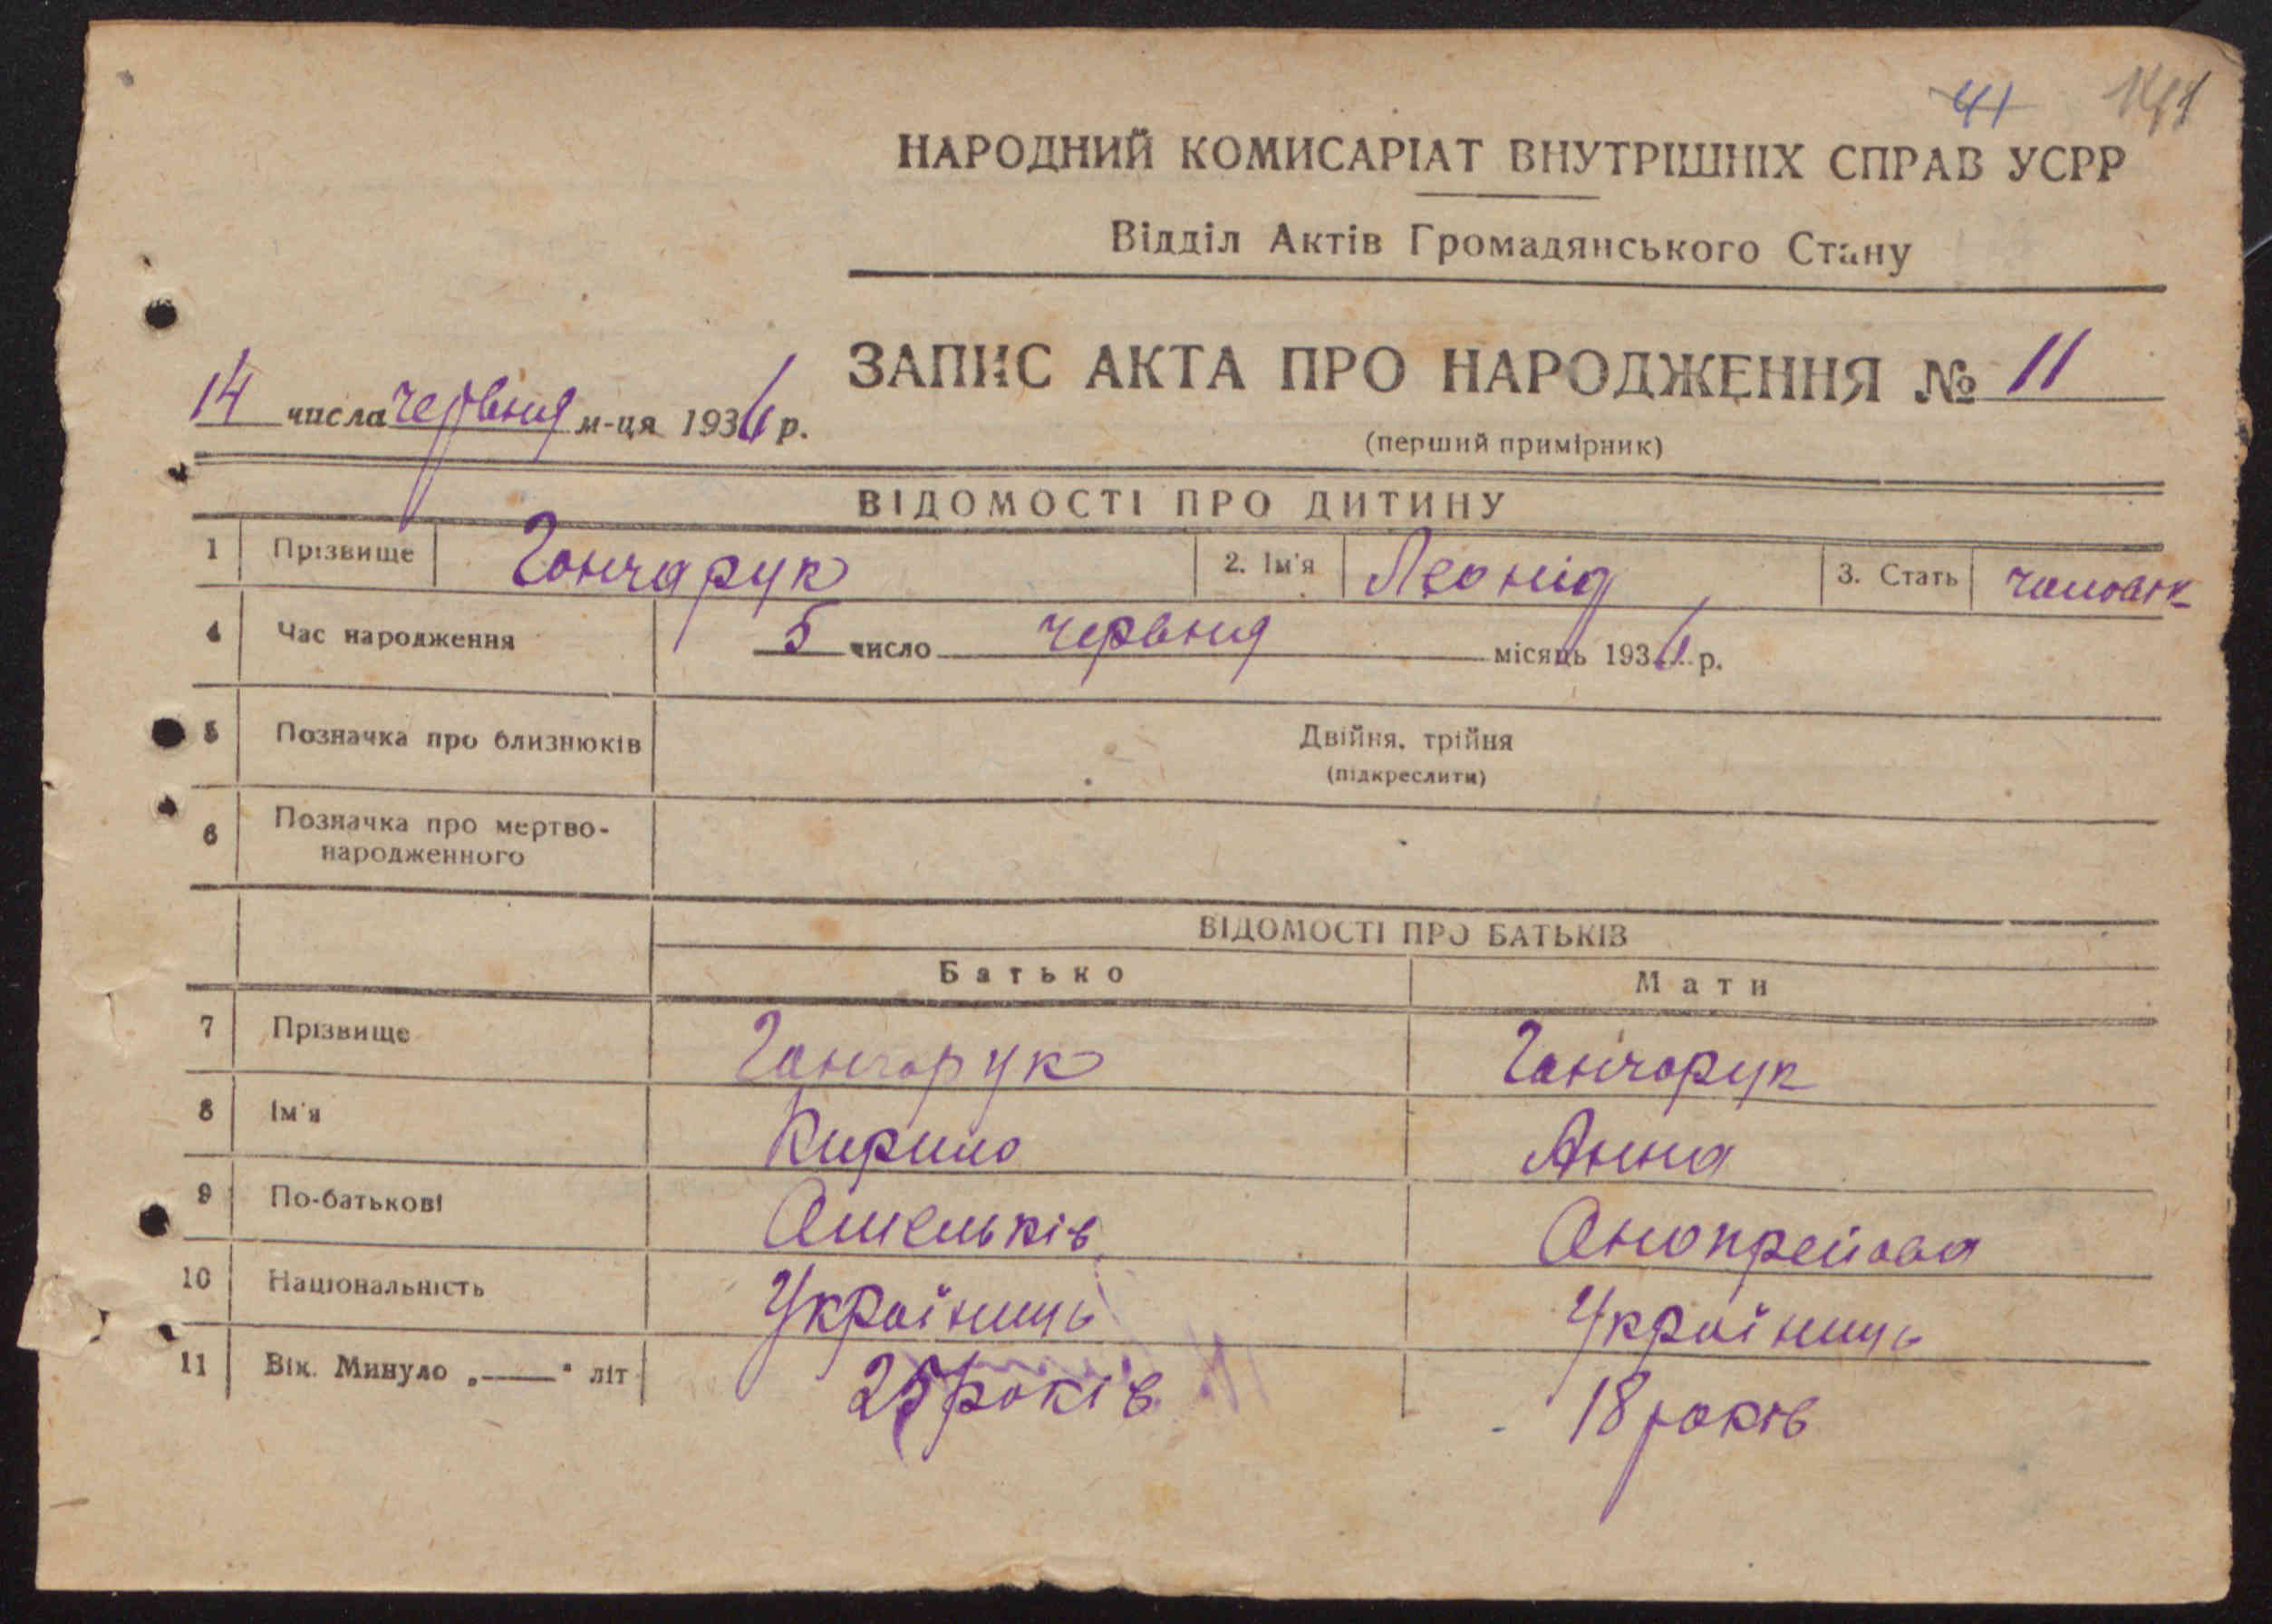 41 141
НАРОДНИЙ КОМИСАРІАТ ВНУТРІШНІХ СПРАВ УСРР
Відділ Актів Громадянського Стану
ЗАПИС АКТА ПРО НАРОДЖЕННЯ № 11
14 числа червня м-ця 1936 р.
(перший примірник)
ВІДОМОСТІ ПРО ДИТИНУ
1 Прізвище Гончарук 2. Ім'я Леонід 3. Стать
4 Час народження 5 число червня місяць 1936 р.
5 Позначка про близнюків Двійня, трійня
(підкреслити)
6 Позначка про мертво-
народженного
ВІДОМОСТІ ПРО БАТЬКІВ
Батько Мати
7 Прізвище Гончарук Гончарук
8 Ім'я Кирило Анна
9 По-батькові Омельків
10 Національність Українець Українець
11 Вік. Минуло „——" літ 25 років 18 років